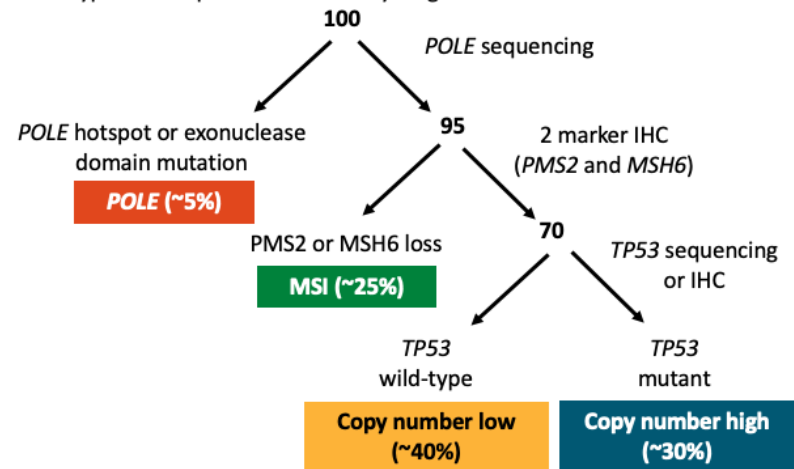 100
POLE sequencing
POLE hotspot or exonuclease
domain mutation
POLE (~5%)
95
2 marker IHC
(PMS2 and MSH6)
PMS2 or MSH6 loss
MSI (~25%)
70
TP53 sequencing
or IHC
TP53
wild-type
Copy number low
(~40%)
TP53
mutant
Copy number high
(~30%)